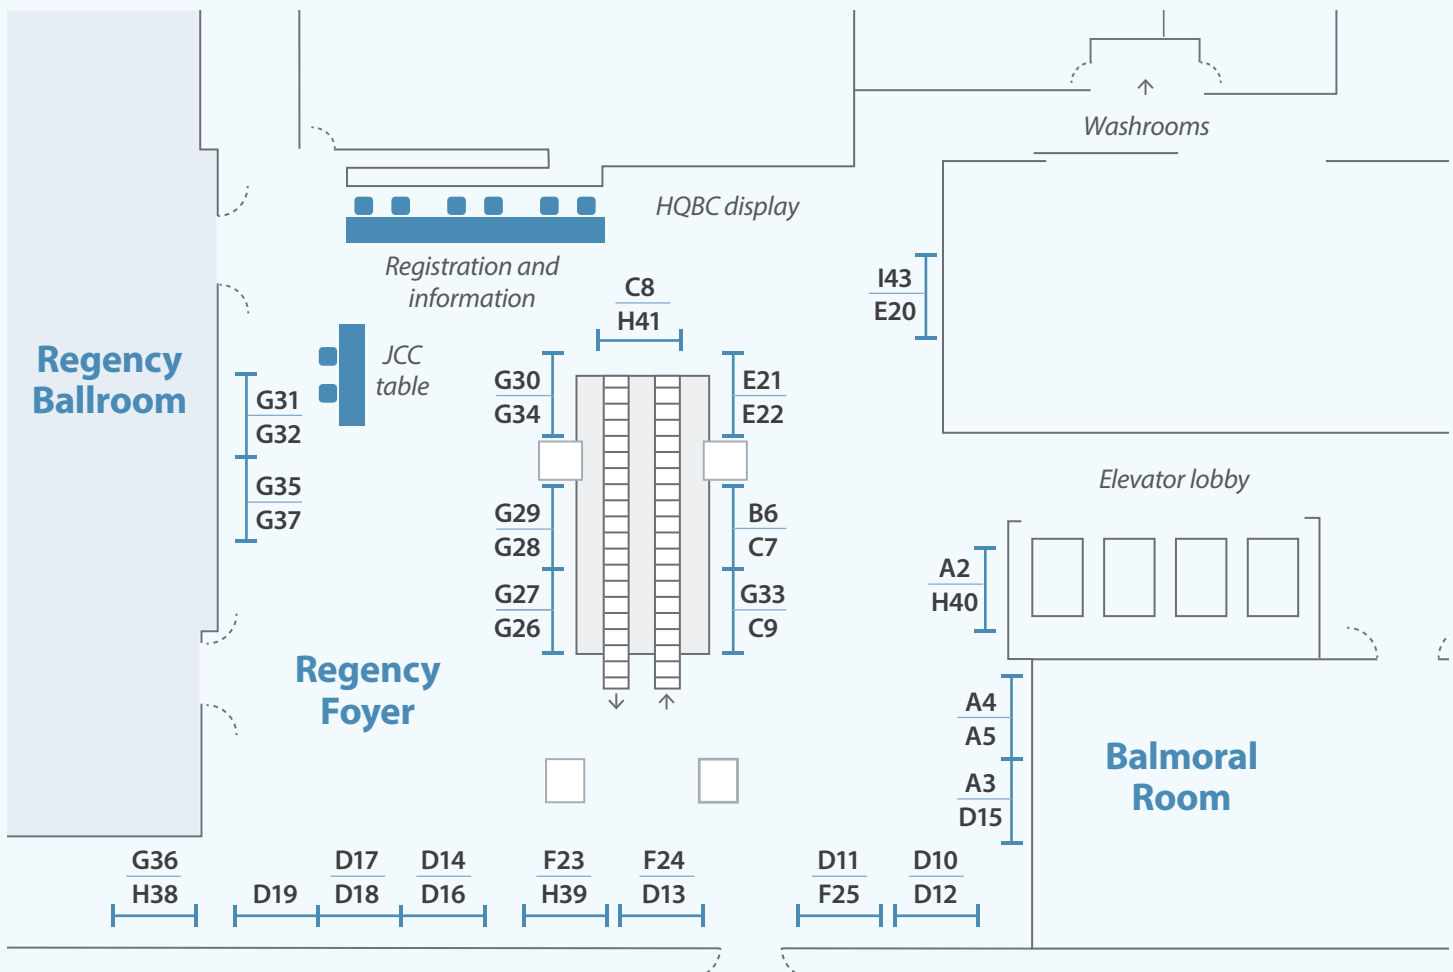 Washrooms
HQBC display
Registration and
information
C8
H41
I43
E20
Regency
Ballroom
JCC
table
G31
G32
G35
G37
G30
G34
E21
E22
G29
G28
B6
C7
G27
G26
G33
C9
Elevator lobby
A2
H40
Regency
Foyer
A4
A5
A3
D15
Balmoral
Room
G36
H38
D19
D17
D18
D14
D16
F23
H39
F24
D13
D11
F25
D10
D12